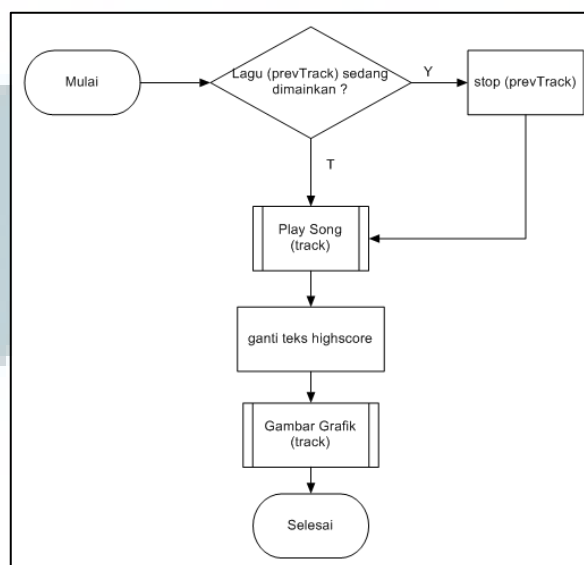 Mulai
Lagu (prevTrack) sedang
dimainkan ?
Y
stop (prevTrack)
T
Play Song
(track)
ganti teks highscore
Gambar Grafik
(track)
Selesai